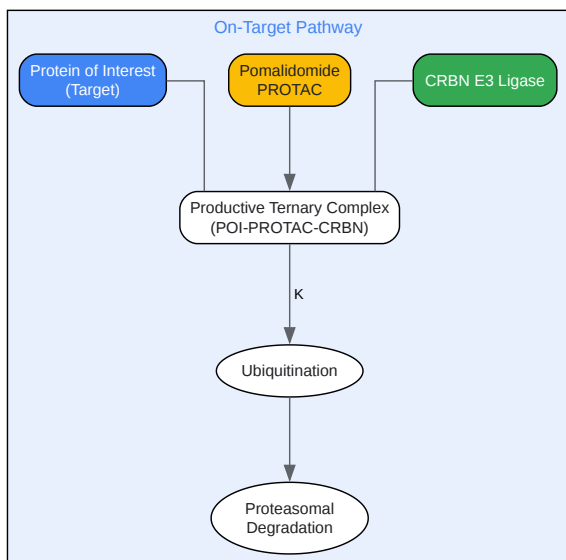 On-Target Pathway
Protein of Interest
(Target)
Pomalidomide
PROTAC
CRBN E3 Ligase
Productive Ternary Complex
(POI-PROTAC-CRBN)
K
Ubiquitination
Proteasomal
Degradation